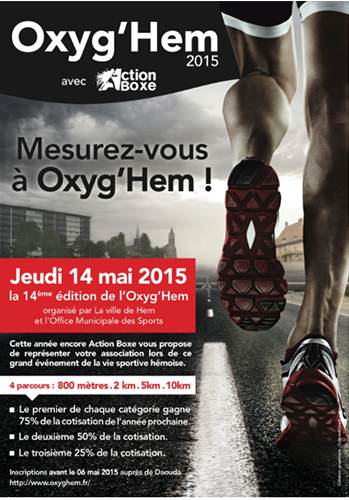 Oxyg'Hem
2015
avec Action
Boxe
Mesurez-vous
à Oxyg'Hem !
Jeudi 14 mai 2015
la 14ème édition de l'Oxyg'Hem
organisé par La ville de Hem
et l'Office Municipale des Sports
Cette année encore Action Boxe vous propose
de représenter votre association lors de ce
grand événement de la vie sportive hémoise.
4 parcours : 800 mètres . 2 km . 5km . 10km
■ Le premier de chaque catégorie gagne
75% de la cotisation de l'année prochaine.
■ Le deuxième 50% de la cotisation.
■ Le troisième 25% de la cotisation.
Inscriptions avant le 06 mai 2015 auprès de Daouda
http://www.oxyghem.fr/